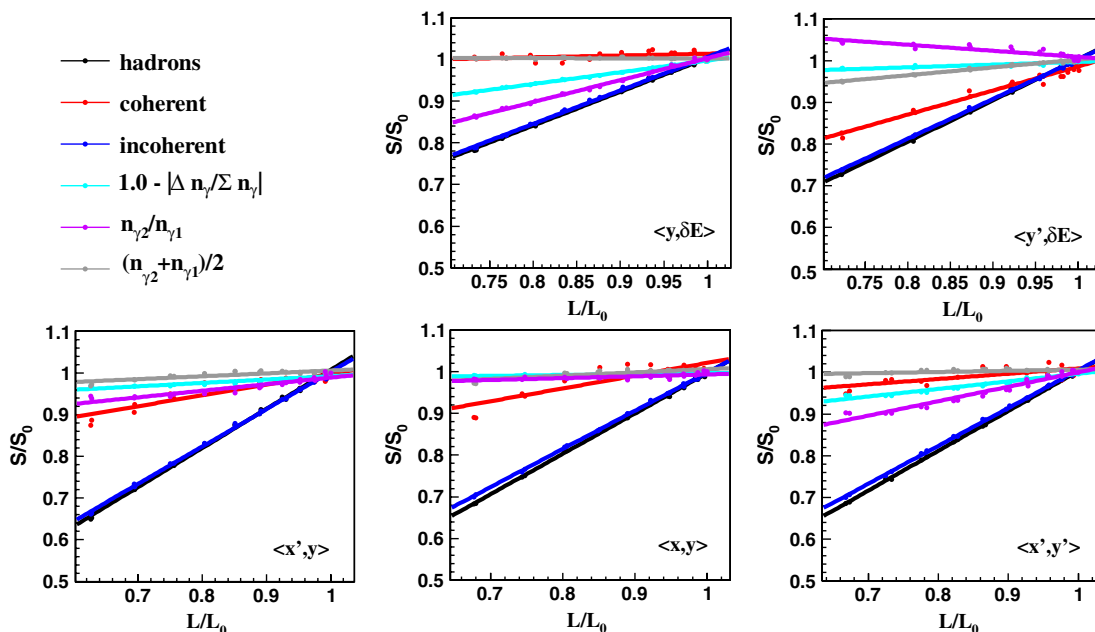 hadrons
coherent
incoherent
1.0 - |Δ nγ/Σ nγ|
nγ2/nγ1
(nγ2+nγ1)/2
S/S0
1.1
1
0.9
0.8
0.7
0.6
0.5
<y,δE>
0.75 0.8 0.85 0.9 0.95 1
L/L0
S/S0
1.1
1
0.9
0.8
0.7
0.6
0.5
<y’,δE>
0.75 0.8 0.85 0.9 0.95 1
L/L0
S/S0
1.1
1
0.9
0.8
0.7
0.6
0.5
<x’,y>
0.7 0.8 0.9 1
L/L0
S/S0
1.1
1
0.9
0.8
0.7
0.6
0.5
<x,y>
0.7 0.8 0.9 1
L/L0
S/S0
1.1
1
0.9
0.8
0.7
0.6
0.5
<x’,y’>
0.7 0.8 0.9 1
L/L0